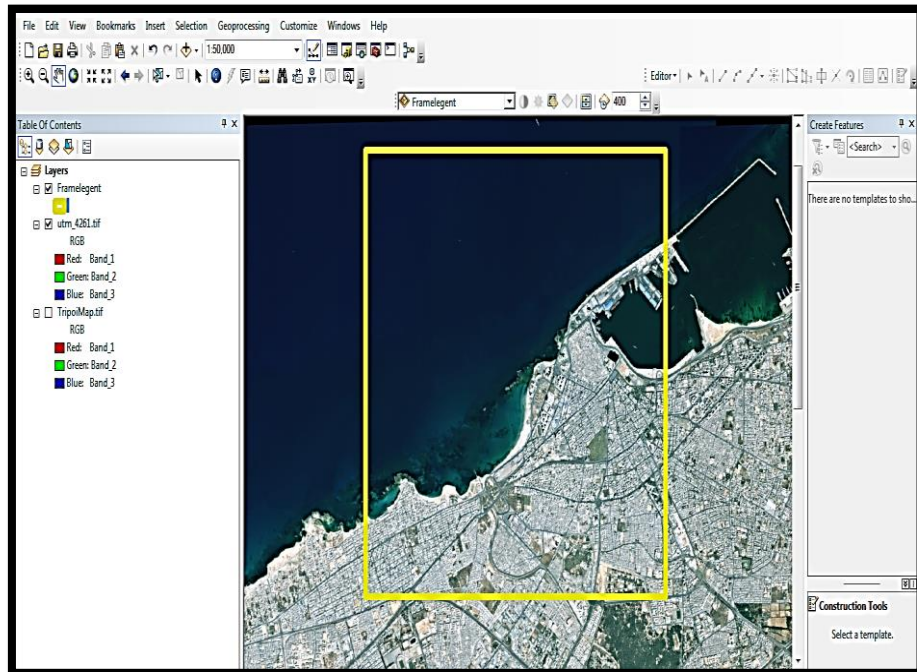 File Edit View Bookmarks Insert Selection Geoprocessing Customize Windows Help
1:50,000
Editor
Framelegent 400
Table Of Contents
Layers
Framelegent
utm_4261.tif
RGB
Red: Band_1
Green: Band_2
Blue: Band_3
TripoiMap.tif
RGB
Red: Band_1
Green: Band_2
Blue: Band_3
Create Features
<Search>
There are no templates to sho...
Construction Tools
Select a template.